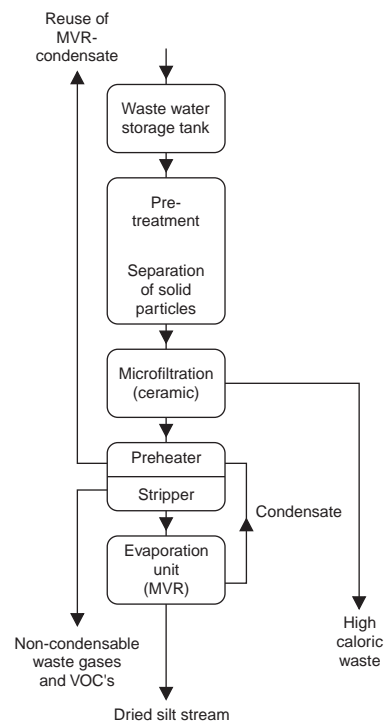 Reuse of
MVR-
condensate
Waste water
storage tank
Pre-
treatment
Separation
of solid
particles
Microfiltration
(ceramic)
Preheater
Stripper
Condensate
Evaporation
unit
(MVR)
Non-condensable
waste gases
and VOC's
High
caloric
waste
Dried silt stream